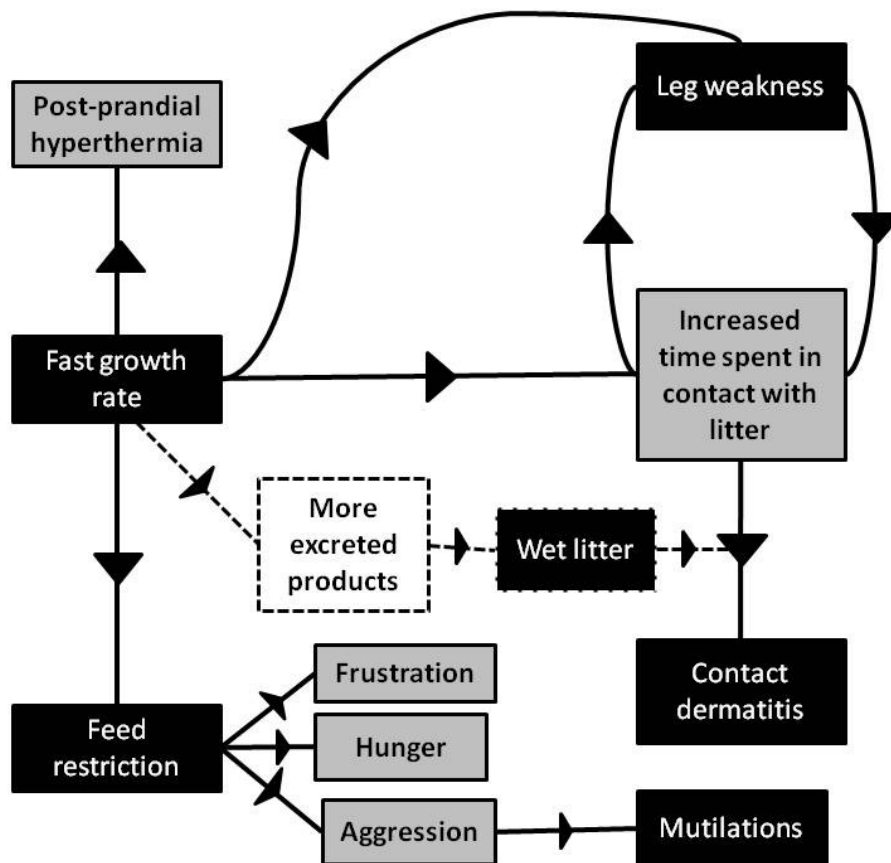 Leg weakness
Post-prandial
hyperthermia
Increased
time spent in
contact with
litter
Fast growth
rate
More
excreted
products
Wet litter
Contact
dermatitis
Frustration
Feed
restriction
Hunger
Aggression
Mutilations